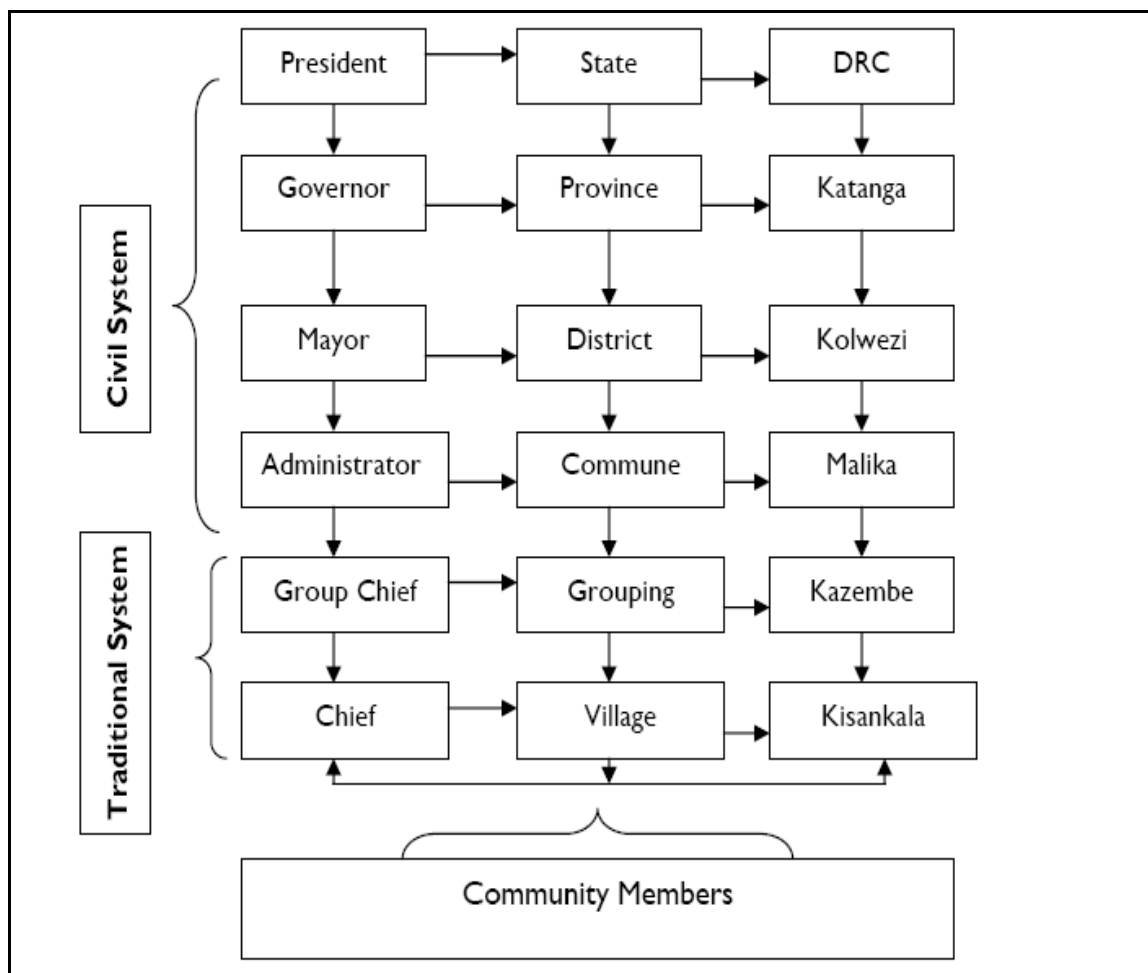 President
State
DRC
Governor
Province
Katanga
Civil System
Mayor
District
Kolwezi
Administrator
Commune
Malika
Traditional System
Group Chief
Grouping
Kazembe
Chief
Village
Kisankala
Community Members